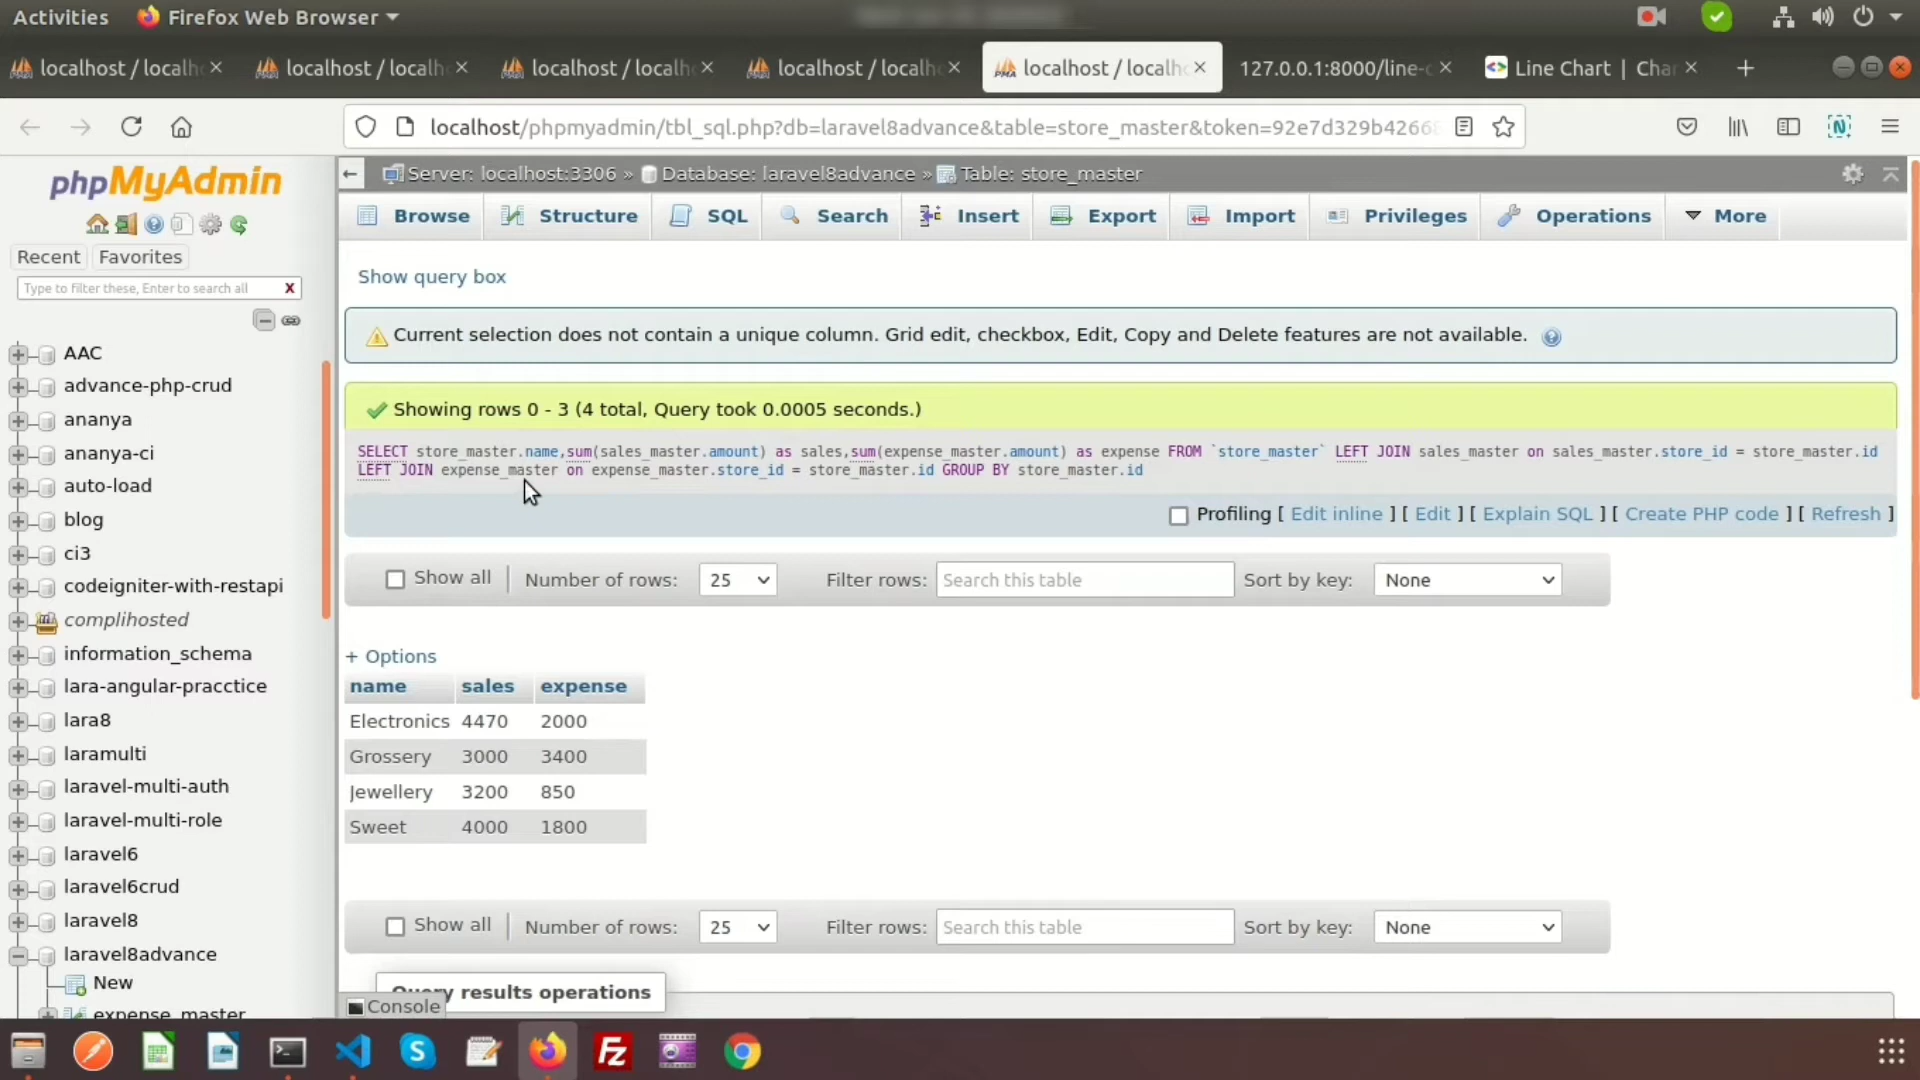 Activities Firefox Web Browser
localhost / localh localhost / localh localhost / localh localhost / localh localhost / localh 127.0.0.1:8000/line-c Line Chart | Char
localhost/phpmyadmin/tbl_sql.php?db=laravel8advance&table=store_master&token=92e7d329b42668
phpMyAdmin
Recent Favorites
Type to filter these, Enter to search all X
AAC
advance-php-crud
ananya
ananya-ci
auto-load
blog
ci3
codeigniter-with-restapi
complihosted
information_schema
lara-angular-pracctice
lara8
laramulti
laravel-multi-auth
laravel-multi-role
laravel6
laravel6crud
laravel8
laravel8advance
New
expense_master
Server: localhost:3306 » Database: laravel8advance » Table: store_master
Browse Structure SQL Search Insert Export Import Privileges Operations More
Show query box
Current selection does not contain a unique column. Grid edit, checkbox, Edit, Copy and Delete features are not available.
Showing rows 0 - 3 (4 total, Query took 0.0005 seconds.)
SELECT store_master.name,sum(sales_master.amount) as sales,sum(expense_master.amount) as expense FROM `store_master` LEFT JOIN sales_master on sales_master.store_id = store_master.id
LEFT JOIN expense_master on expense_master.store_id = store_master.id GROUP BY store_master.id
Profiling [ Edit inline ] [ Edit ] [ Explain SQL ] [ Create PHP code ] [ Refresh ]
Show all | Number of rows: 25 Filter rows: Search this table Sort by key: None
+ Options
name sales expense
Electronics 4470 2000
Grossery 3000 3400
Jewellery 3200 850
Sweet 4000 1800
Show all | Number of rows: 25 Filter rows: Search this table Sort by key: None
Query results operations
Console